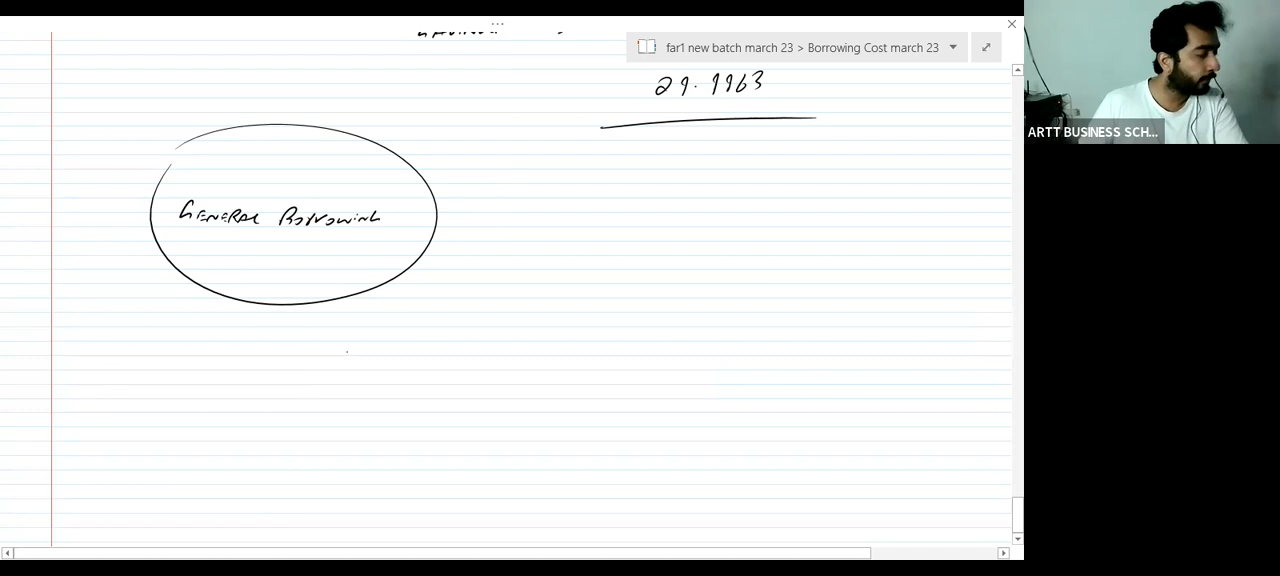 far1 new batch march 23 > Borrowing Cost march 23
29.1963
GENERAL Borrowing
ARTT BUSINESS SCH...